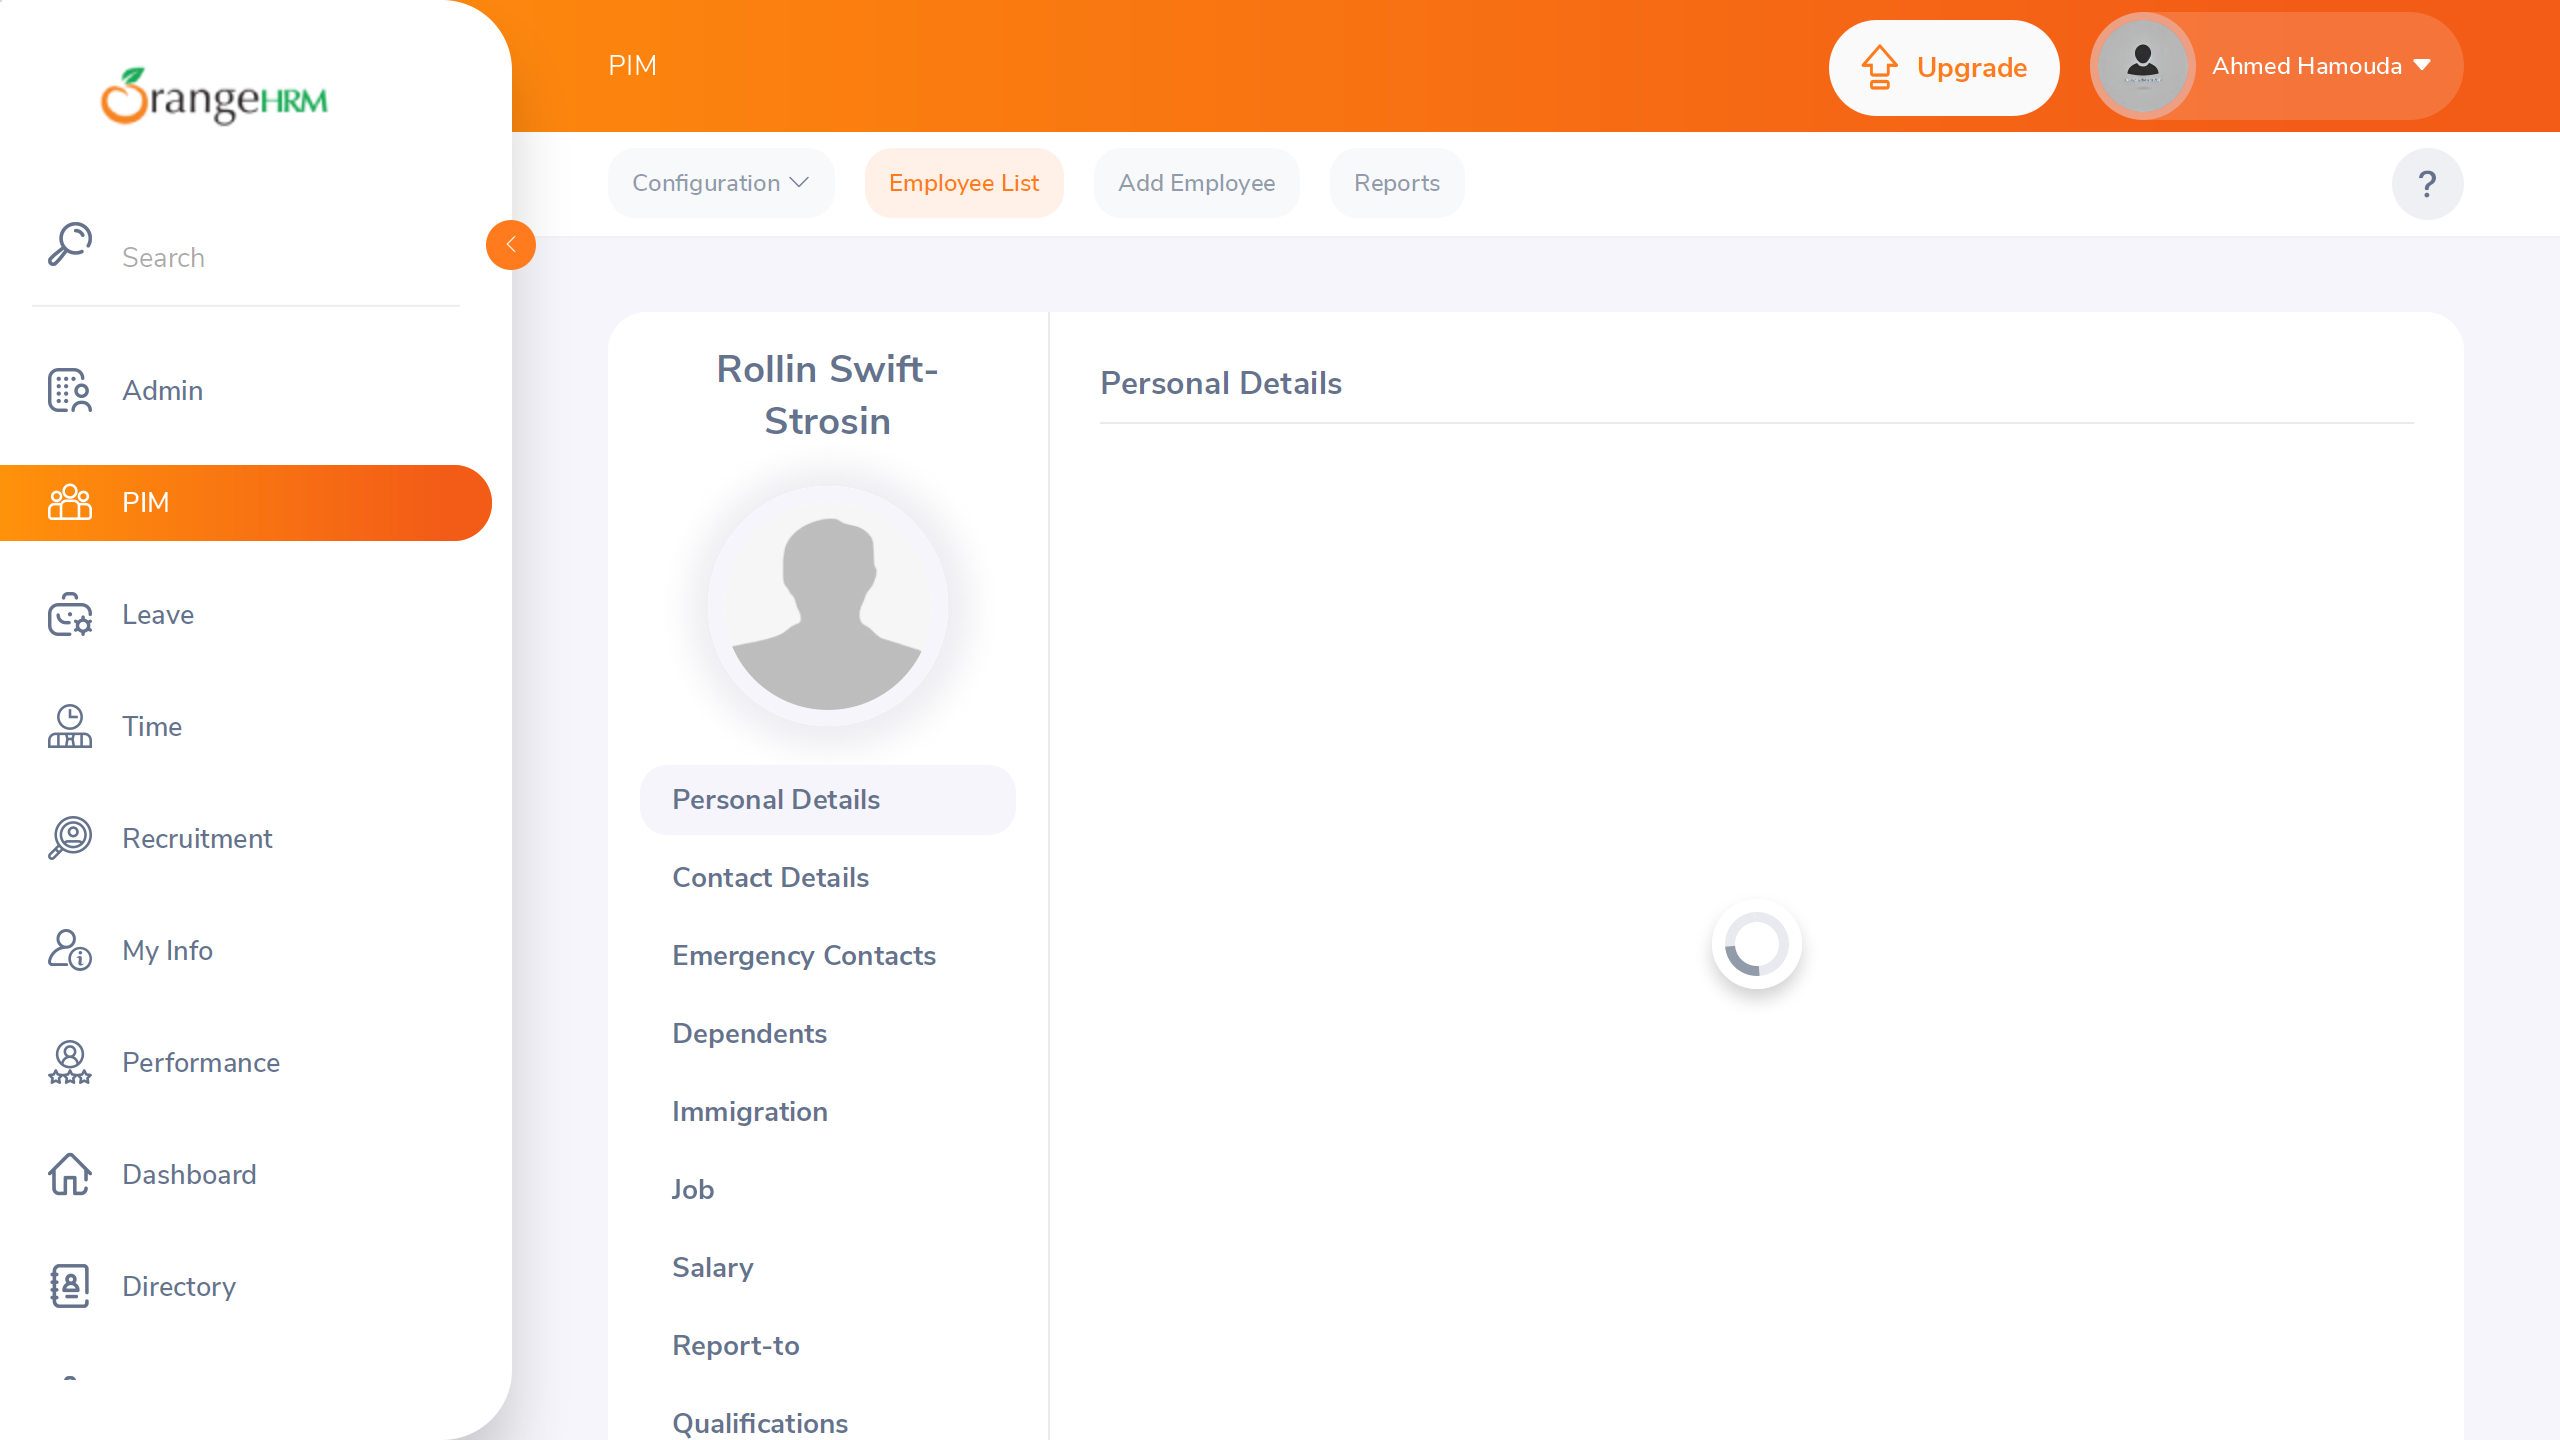 OrangeHRM
Search
Admin
PIM
Leave
Time
Recruitment
My Info
Performance
Dashboard
Directory
PIM
Upgrade
Ahmed Hamouda
Configuration
Employee List
Add Employee
Reports
?
Rollin Swift-
Strosin
Personal Details
Contact Details
Emergency Contacts
Dependents
Immigration
Job
Salary
Report-to
Qualifications
Personal Details